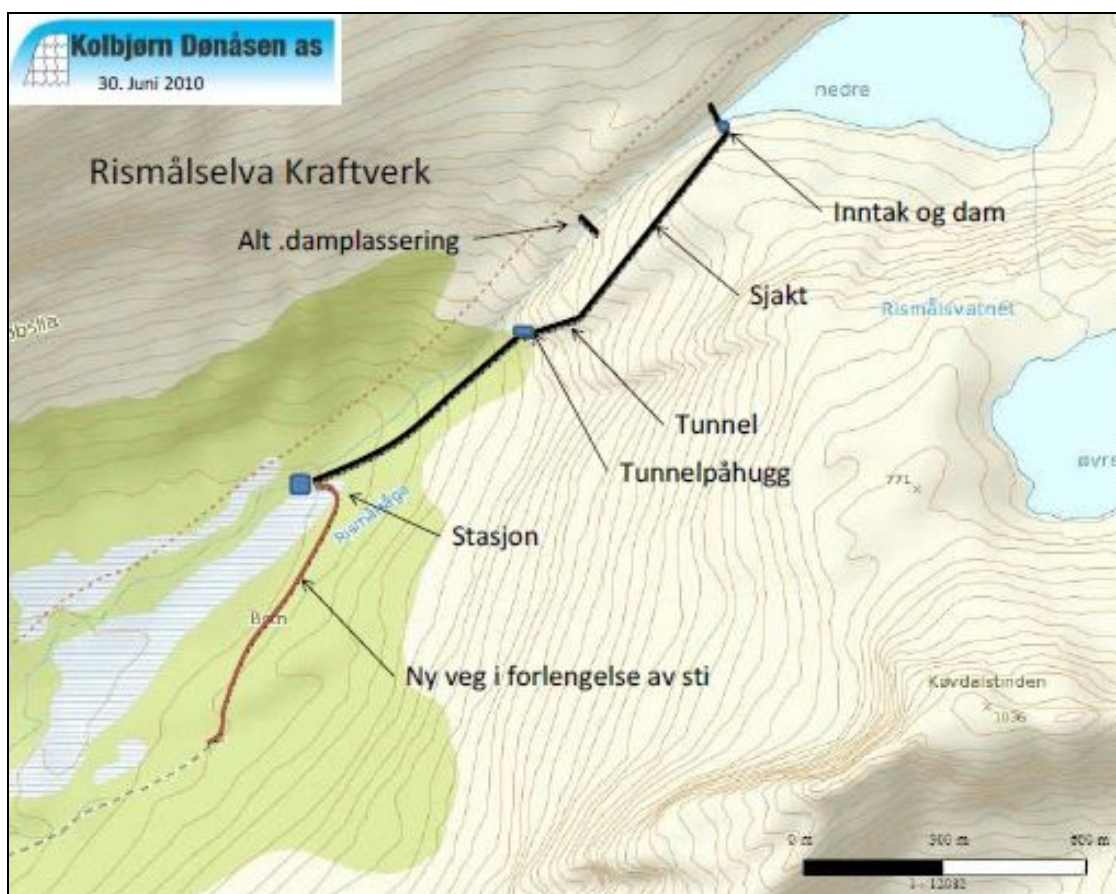 Kolbjørn Dønåsen as
30. Juni 2010
nedre
Rismålselva Kraftverk
Inntak og dam
Alt .damplassering
Sjakt
Rismålsvatnet
Tunnel
Tunnelpåhugg
771
Stasjon
Ny veg i forlengelse av sti
Køvdalstinden
1036
0 m 300 m 600 m